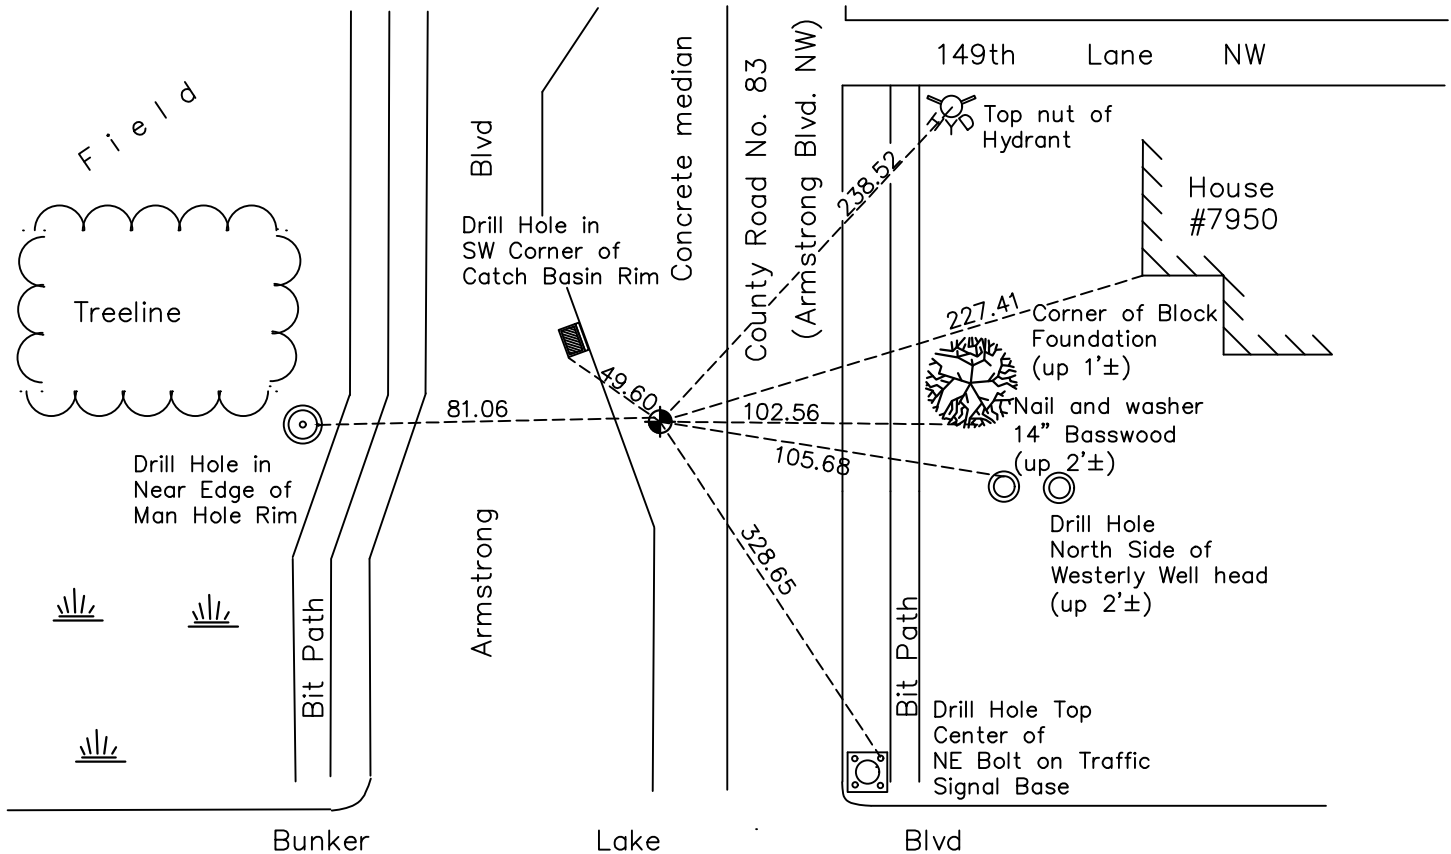 149th Lane NW
Field
Blvd
Concrete median
County Road No. 83
(Armstrong Blvd. NW)
HYD
Top nut of
Hydrant
238.52
House
#7950
Drill Hole in
SW Corner of
Catch Basin Rim
Treeline
227.41
Corner of Block
Foundation
(up 1'±)
49.60
81.06
102.56
Nail and washer
14" Basswood
(up 2'±)
105.68
Drill Hole in
Near Edge of
Man Hole Rim
Armstrong
328.65
Drill Hole
North Side of
Westerly Well head
(up 2'±)
Bit Path
Bit Path
Drill Hole Top
Center of
NE Bolt on Traffic
Signal Base
Bunker Lake Blvd